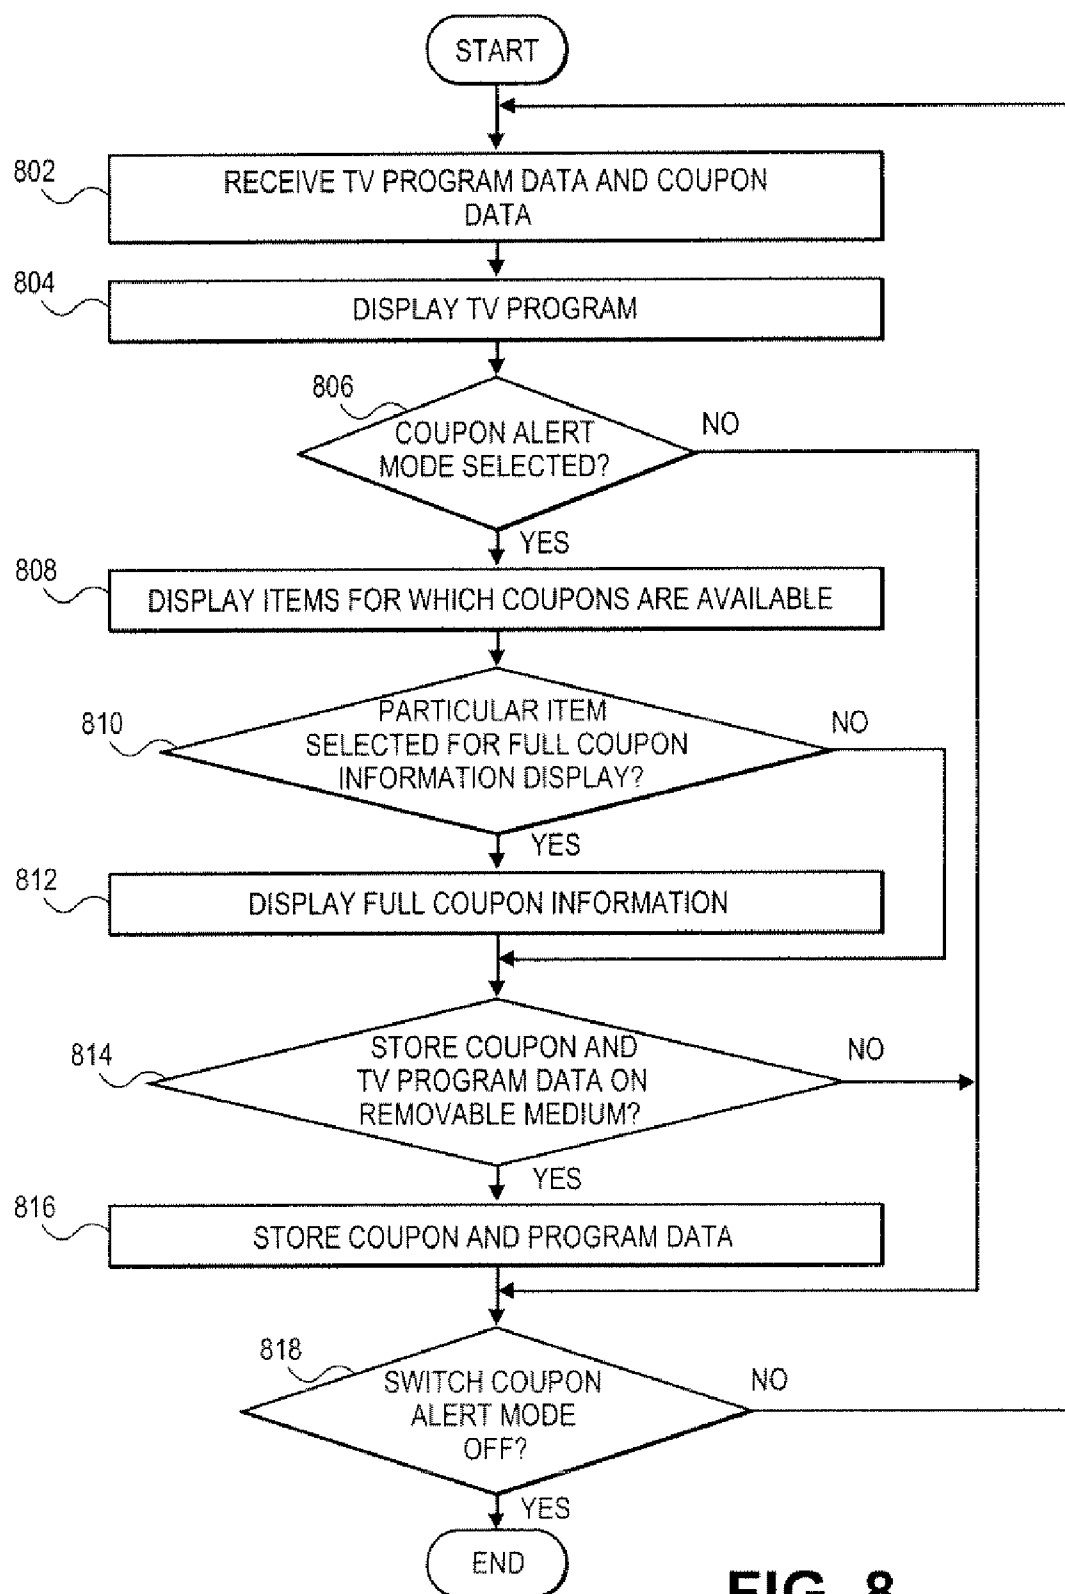 START
802
RECEIVE TV PROGRAM DATA AND COUPON
DATA
804
DISPLAY TV PROGRAM
806
COUPON ALERT
MODE SELECTED?
NO
YES
808
DISPLAY ITEMS FOR WHICH COUPONS ARE AVAILABLE
810
PARTICULAR ITEM
SELECTED FOR FULL COUPON
INFORMATION DISPLAY?
NO
YES
812
DISPLAY FULL COUPON INFORMATION
814
STORE COUPON AND
TV PROGRAM DATA ON
REMOVABLE MEDIUM?
NO
YES
816
STORE COUPON AND PROGRAM DATA
818
SWITCH COUPON
ALERT MODE
OFF?
NO
YES
END
FIG. 8